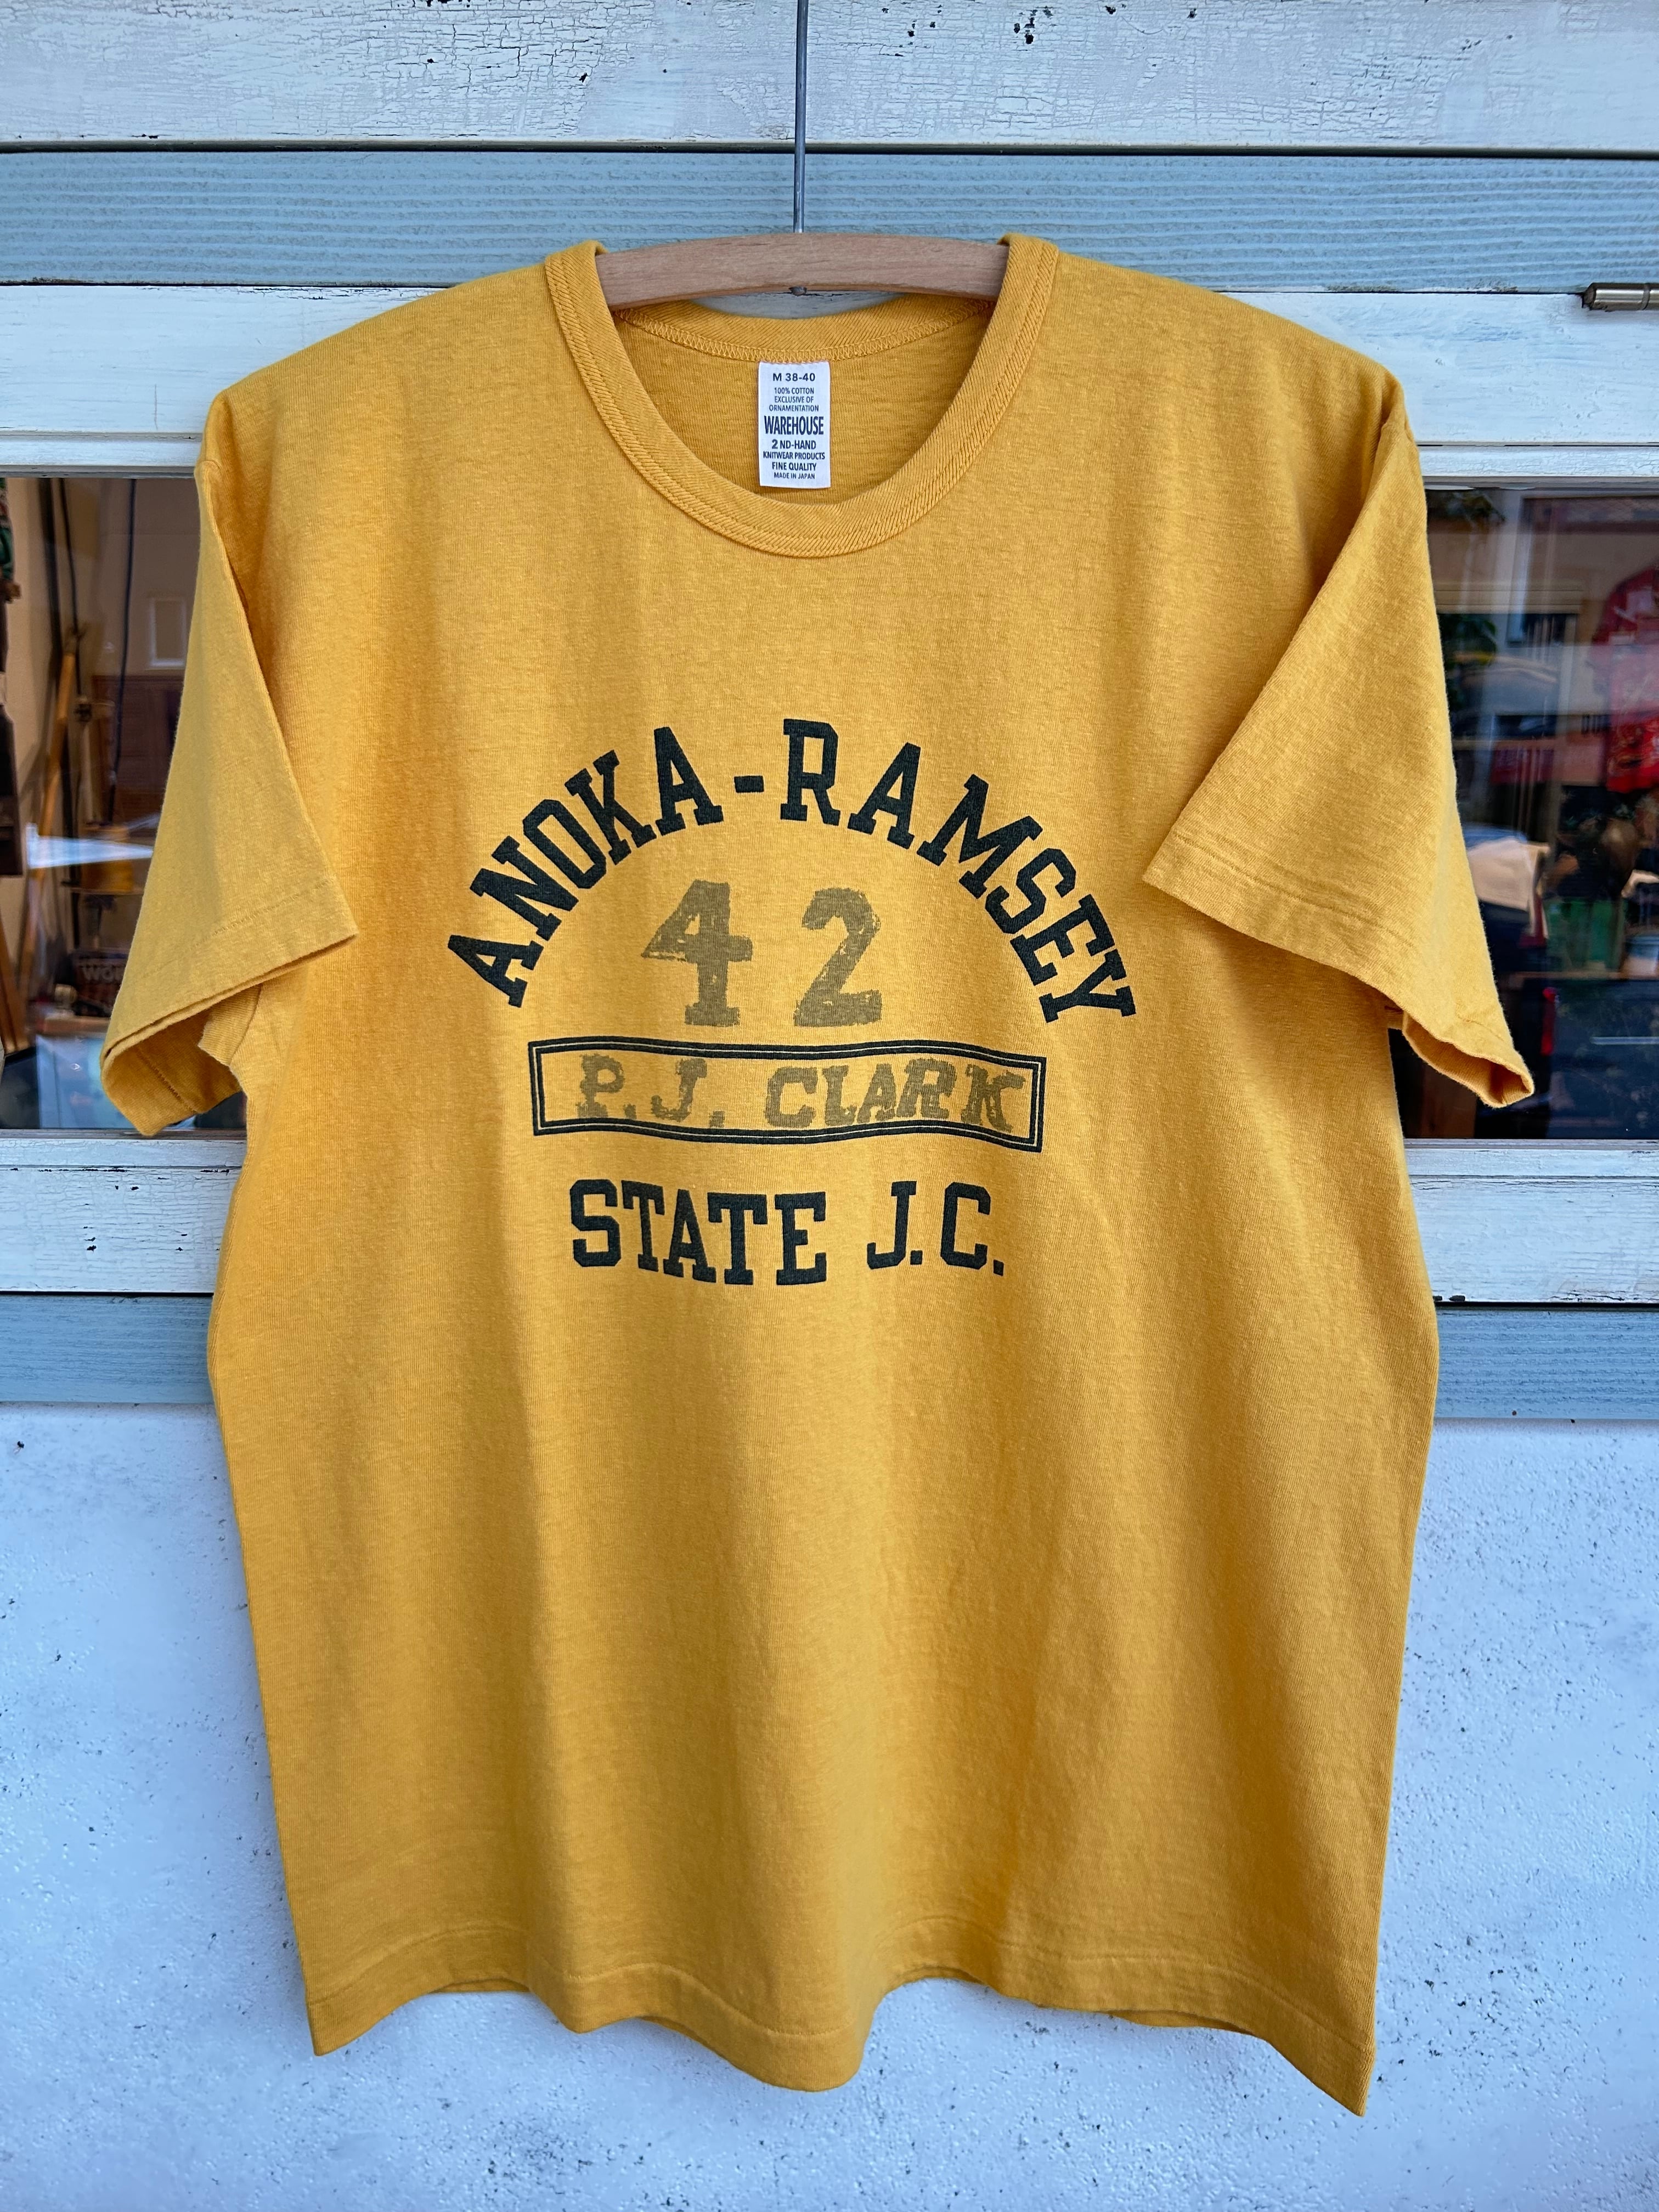 M 38-40
100% COTTON
EXCLUSIVE OF
ORNAMENTATION
WAREHOUSE
2ND-HAND
KNITWEAR PRODUCTS
FINE QUALITY
MADE IN JAPAN
ANOKA-RAMSEY
42
P.J. CLARK
STATE J.C.